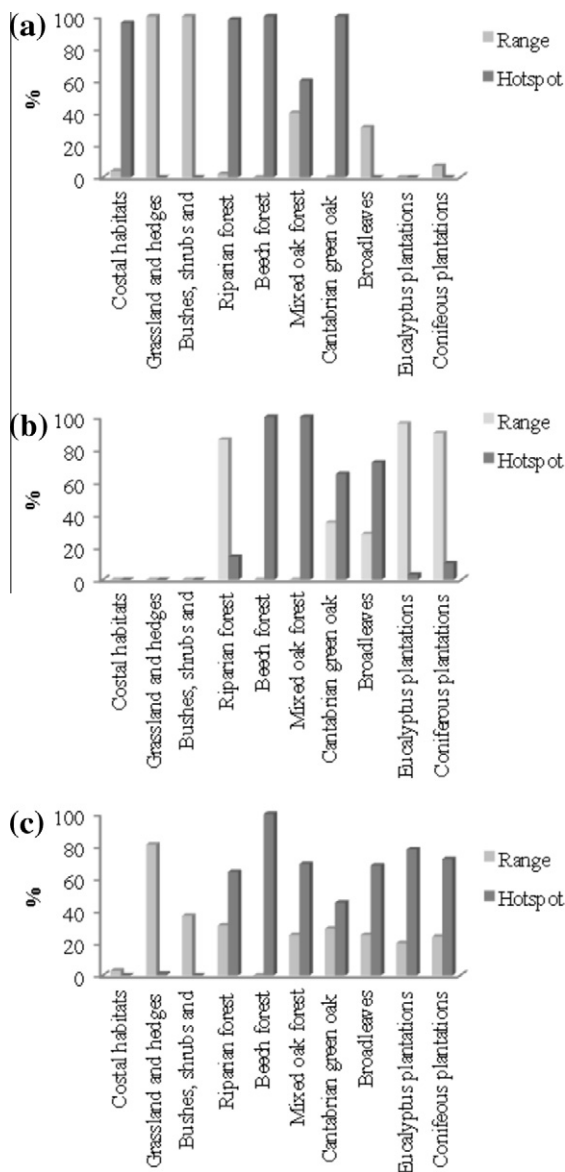 (a)
100
80
60
40
20
0
%
Range
Hotspot
Costal habitats
Grassland and hedges
Bushes, shrubs and
Riparian forest
Beech forest
Mixed oak forest
Cantabrian green oak
Broadleaves
Eucalyptus plantations
Conifeous plantations
(b)
100
80
60
40
20
0
%
Range
Hotspot
Costal habitats
Grassland and hedges
Bushes, shrubs and
Riparian forest
Beech forest
Mixed oak forest
Cantabrian green oak
Broadleaves
Eucalyptus plantations
Coniferous plantations
(c)
100
80
60
40
20
0
%
Range
Hotspot
Costal habitats
Grassland and hedges
Bushes, shrubs and
Riparian forest
Beech forest
Mixed oak forest
Cantabrian green oak
Broadleaves
Eucalyptus plantations
Conifeous plantations